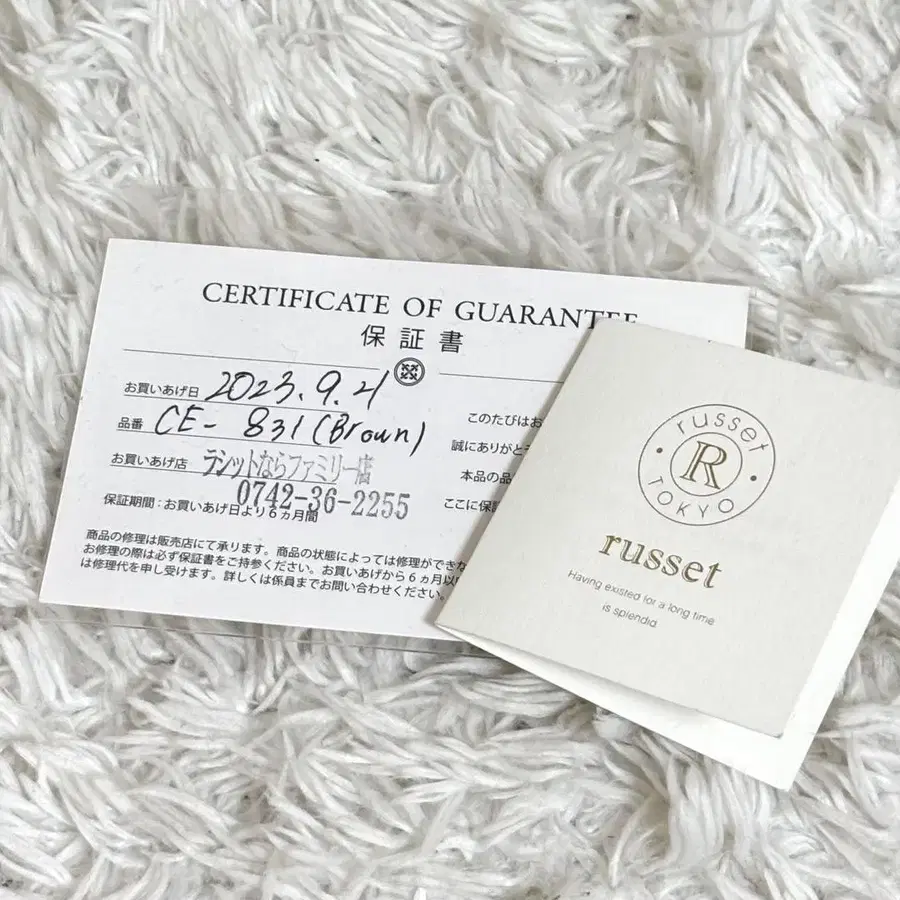 CERTIFICATE OF GUARANTEE
保証書
お買いあげ日 2023.9.21
品番 CE-831(Brown)
お買いあげ店 ラシットならファミリー店
0742-36-2255
保証期間:お買いあげ日より6ヵ月間
このたびはお
誠にありがと
本品の品
ここに保証
商品の修理は販売店にて承ります。商品の状態によっては修理ができな
お修理の際は必ず保証書をご持参ください。お買いあげから6ヵ月以
は修理代を申し受けます。詳しくは係員までお問い合わせください。
russet
R
TOKYO
russet
Having existed for a long time
is splendid